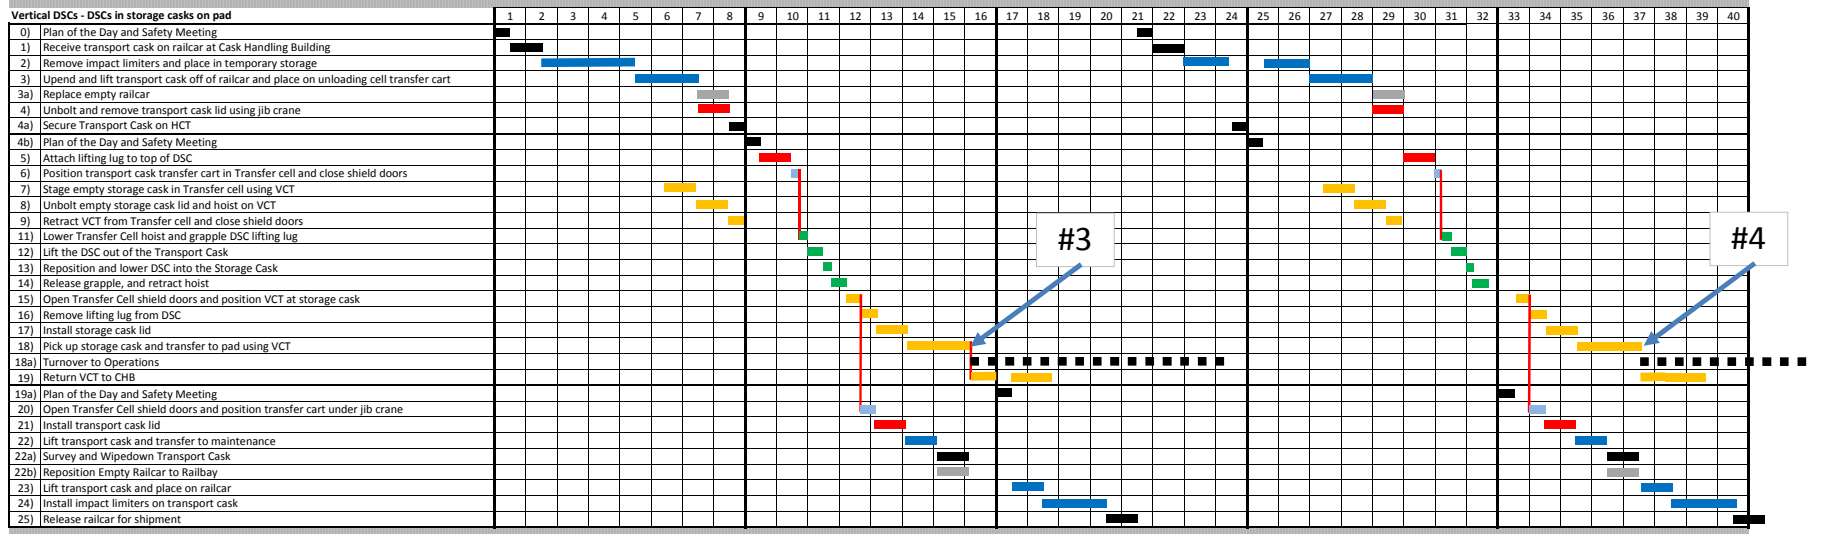 Vertical DSCs - DSCs in storage casks on pad 1 2 3 4 5 6 7 8 9 10 11 12 13 14 15 16 17 18 19 20 21 22 23 24 25 26 27 28 29 30 31 32 33 34 35 36 37 38 39 40
0) Plan of the Day and Safety Meeting
1) Receive transport cask on railcar at Cask Handling Building
2) Remove impact limiters and place in temporary storage
3) Upend and lift transport cask off of railcar and place on unloading cell transfer cart
3a) Replace empty railcar
4) Unbolt and remove transport cask lid using jib crane
4a) Secure Transport Cask on HCT
4b) Plan of the Day and Safety Meeting
5) Attach lifting lug to top of DSC
6) Position transport cask transfer cart in Transfer cell and close shield doors
7) Stage empty storage cask in Transfer cell using VCT
8) Unbolt empty storage cask lid and hoist on VCT
9) Retract VCT from Transfer cell and close shield doors
11) Lower Transfer Cell hoist and grapple DSC lifting lug
#3
#4
12) Lift the DSC out of the Transport Cask
13) Reposition and lower DSC into the Storage Cask
14) Release grapple, and retract hoist
15) Open Transfer Cell shield doors and position VCT at storage cask
16) Remove lifting lug from DSC
17) Install storage cask lid
18) Pick up storage cask and transfer to pad using VCT
18a) Turnover to Operations
19) Return VCT to CHB
19a) Plan of the Day and Safety Meeting
20) Open Transfer Cell shield doors and position transfer cart under jib crane
21) Install transport cask lid
22) Lift transport cask and transfer to maintenance
22a) Survey and Wipedown Transport Cask
22b) Reposition Empty Railcar to Railbay
23) Lift transport cask and place on railcar
24) Install impact limiters on transport cask
25) Release railcar for shipment